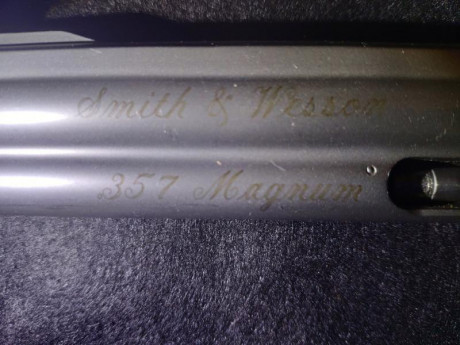 Smith & Wesson
.357 Magnum